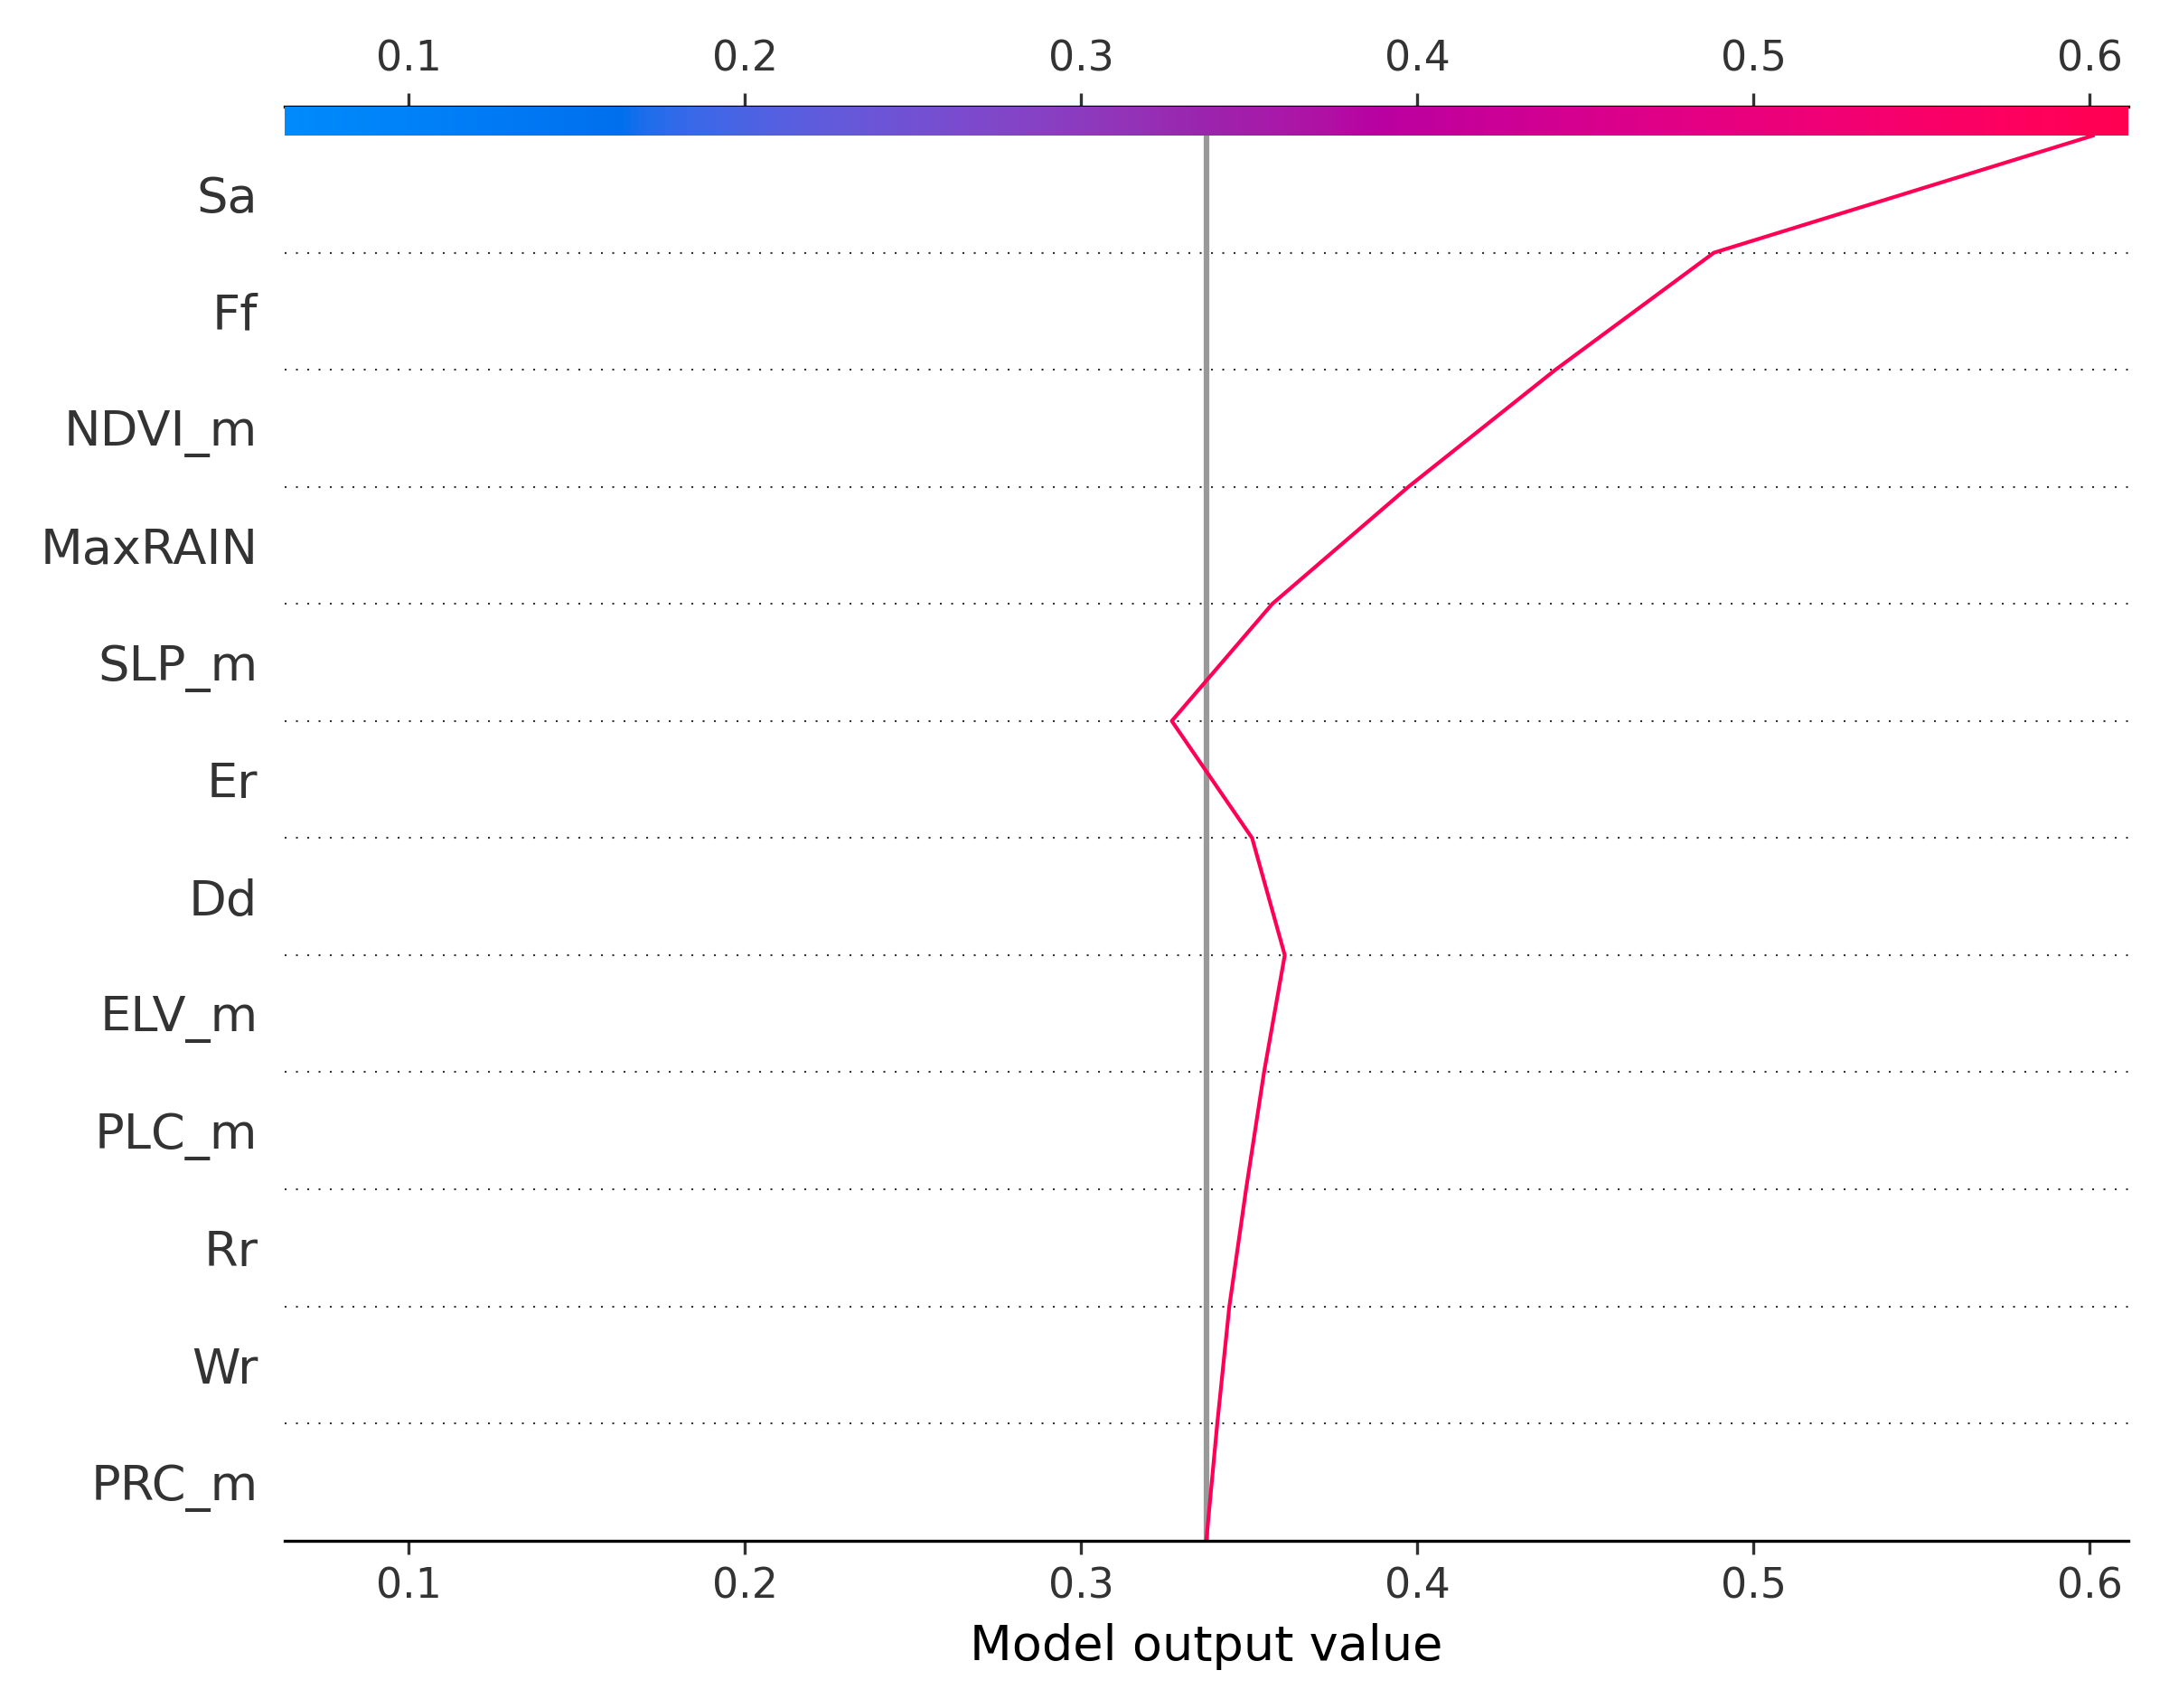 0.1 0.2 0.3 0.4 0.5 0.6
Sa
Ff
NDVI_m
MaxRAIN
SLP_m
Er
Dd
ELV_m
PLC_m
Rr
Wr
PRC_m
0.1 0.2 0.3 0.4 0.5 0.6
Model output value